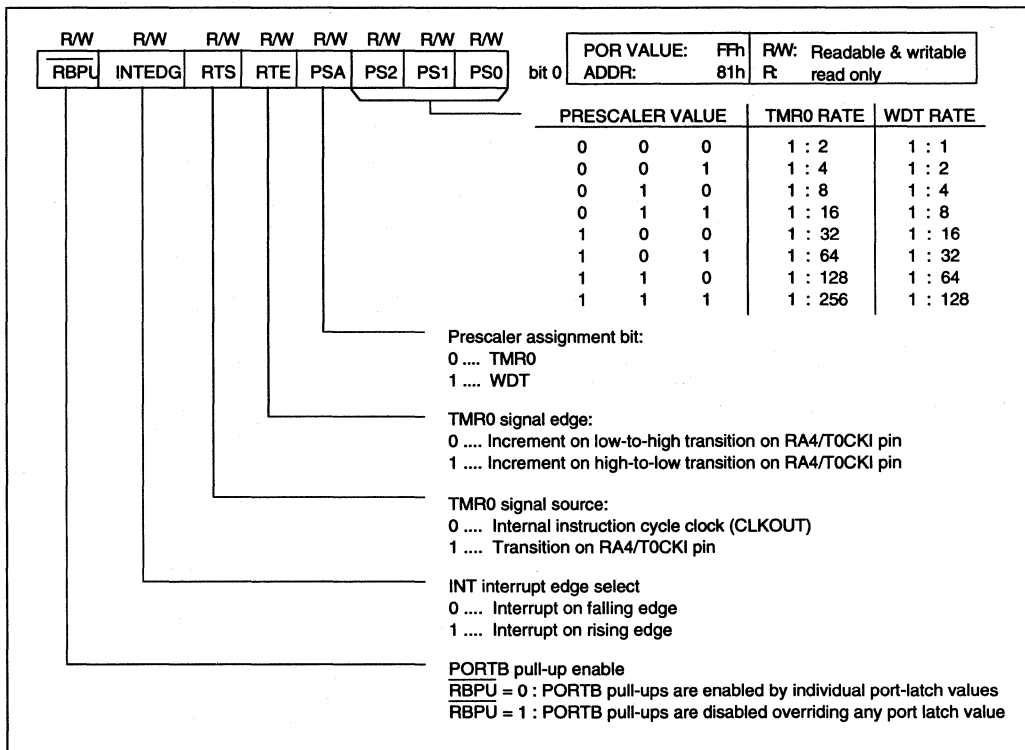 R/W R/W R/W R/W R/W R/W R/W R/W
RBPU INTEDG RTS RTE PSA PS2 PS1 PS0 bit 0
POR VALUE: FFh R/W: Readable & writable
ADDR: 81h R: read only
PRESCALER VALUE TMR0 RATE WDT RATE
0 0 0 1 : 2 1 : 1
0 0 1 1 : 4 1 : 2
0 1 0 1 : 8 1 : 4
0 1 1 1 : 16 1 : 8
1 0 0 1 : 32 1 : 16
1 0 1 1 : 64 1 : 32
1 1 0 1 : 128 1 : 64
1 1 1 1 : 256 1 : 128
Prescaler assignment bit:
0 .... TMR0
1 .... WDT
TMR0 signal edge:
0 .... Increment on low-to-high transition on RA4/T0CKI pin
1 .... Increment on high-to-low transition on RA4/T0CKI pin
TMR0 signal source:
0 .... Internal instruction cycle clock (CLKOUT)
1 .... Transition on RA4/T0CKI pin
INT interrupt edge select
0 .... Interrupt on falling edge
1 .... Interrupt on rising edge
PORTB pull-up enable
RBPU = 0 : PORTB pull-ups are enabled by individual port-latch values
RBPU = 1 : PORTB pull-ups are disabled overriding any port latch value